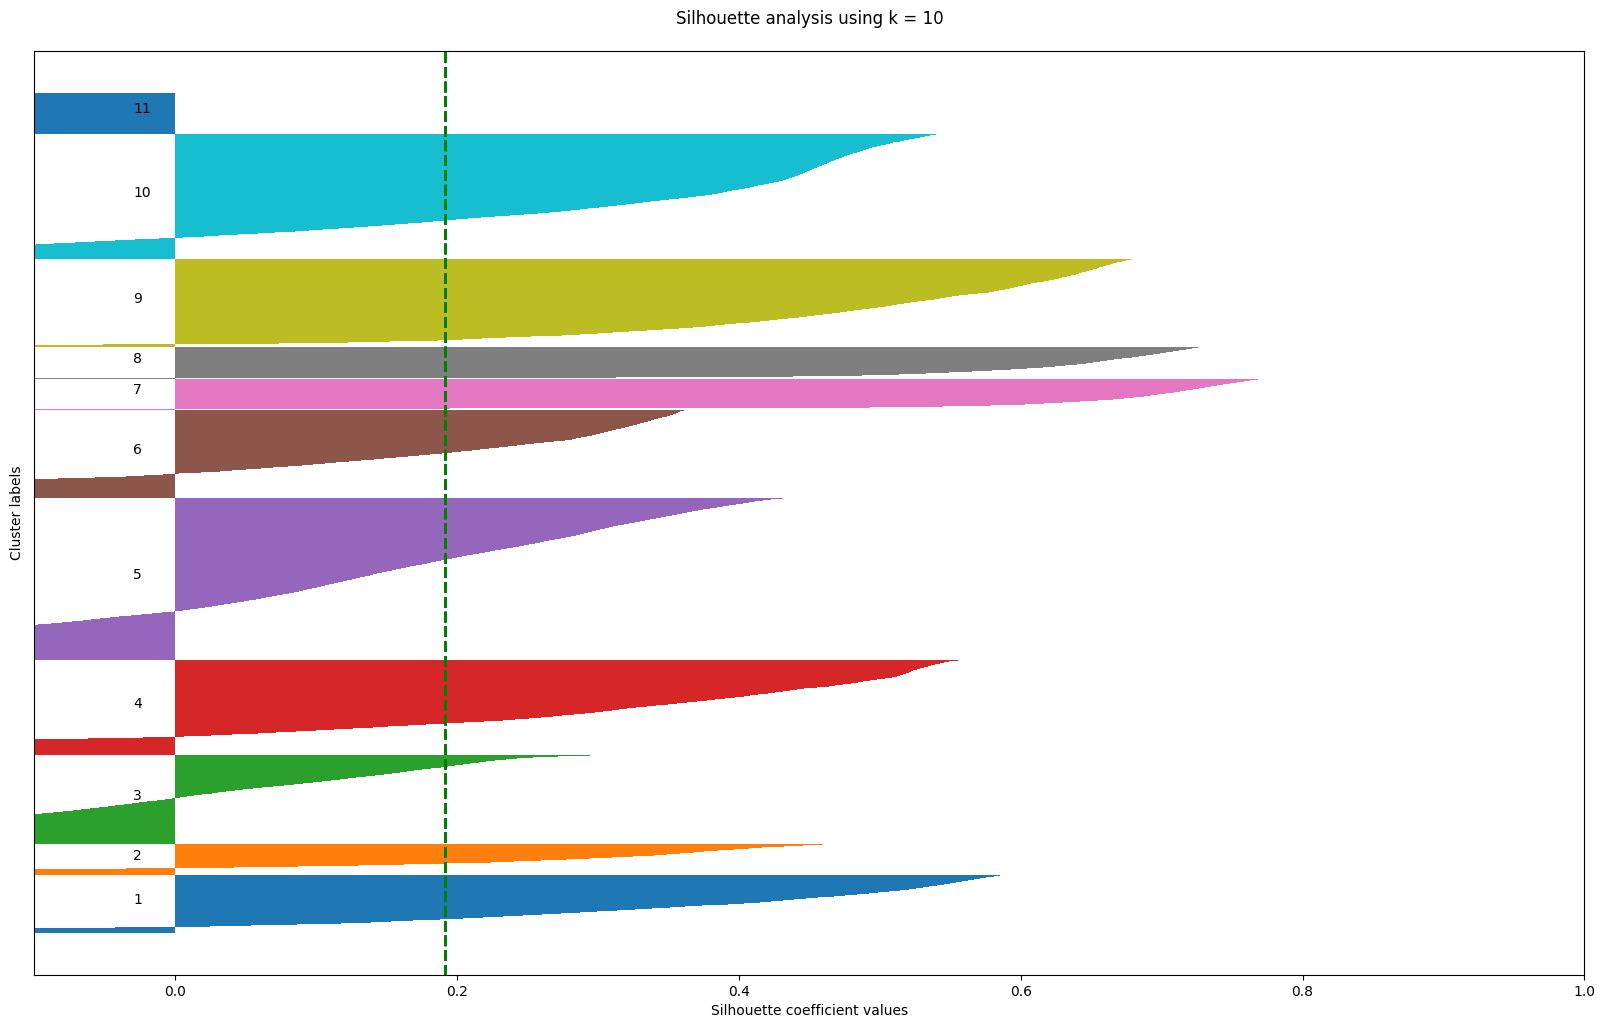 Silhouette analysis using k = 10
11
10
9
8
7
6
5
4
3
2
1
Cluster labels
0.0 0.2 0.4 0.6 0.8 1.0
Silhouette coefficient values